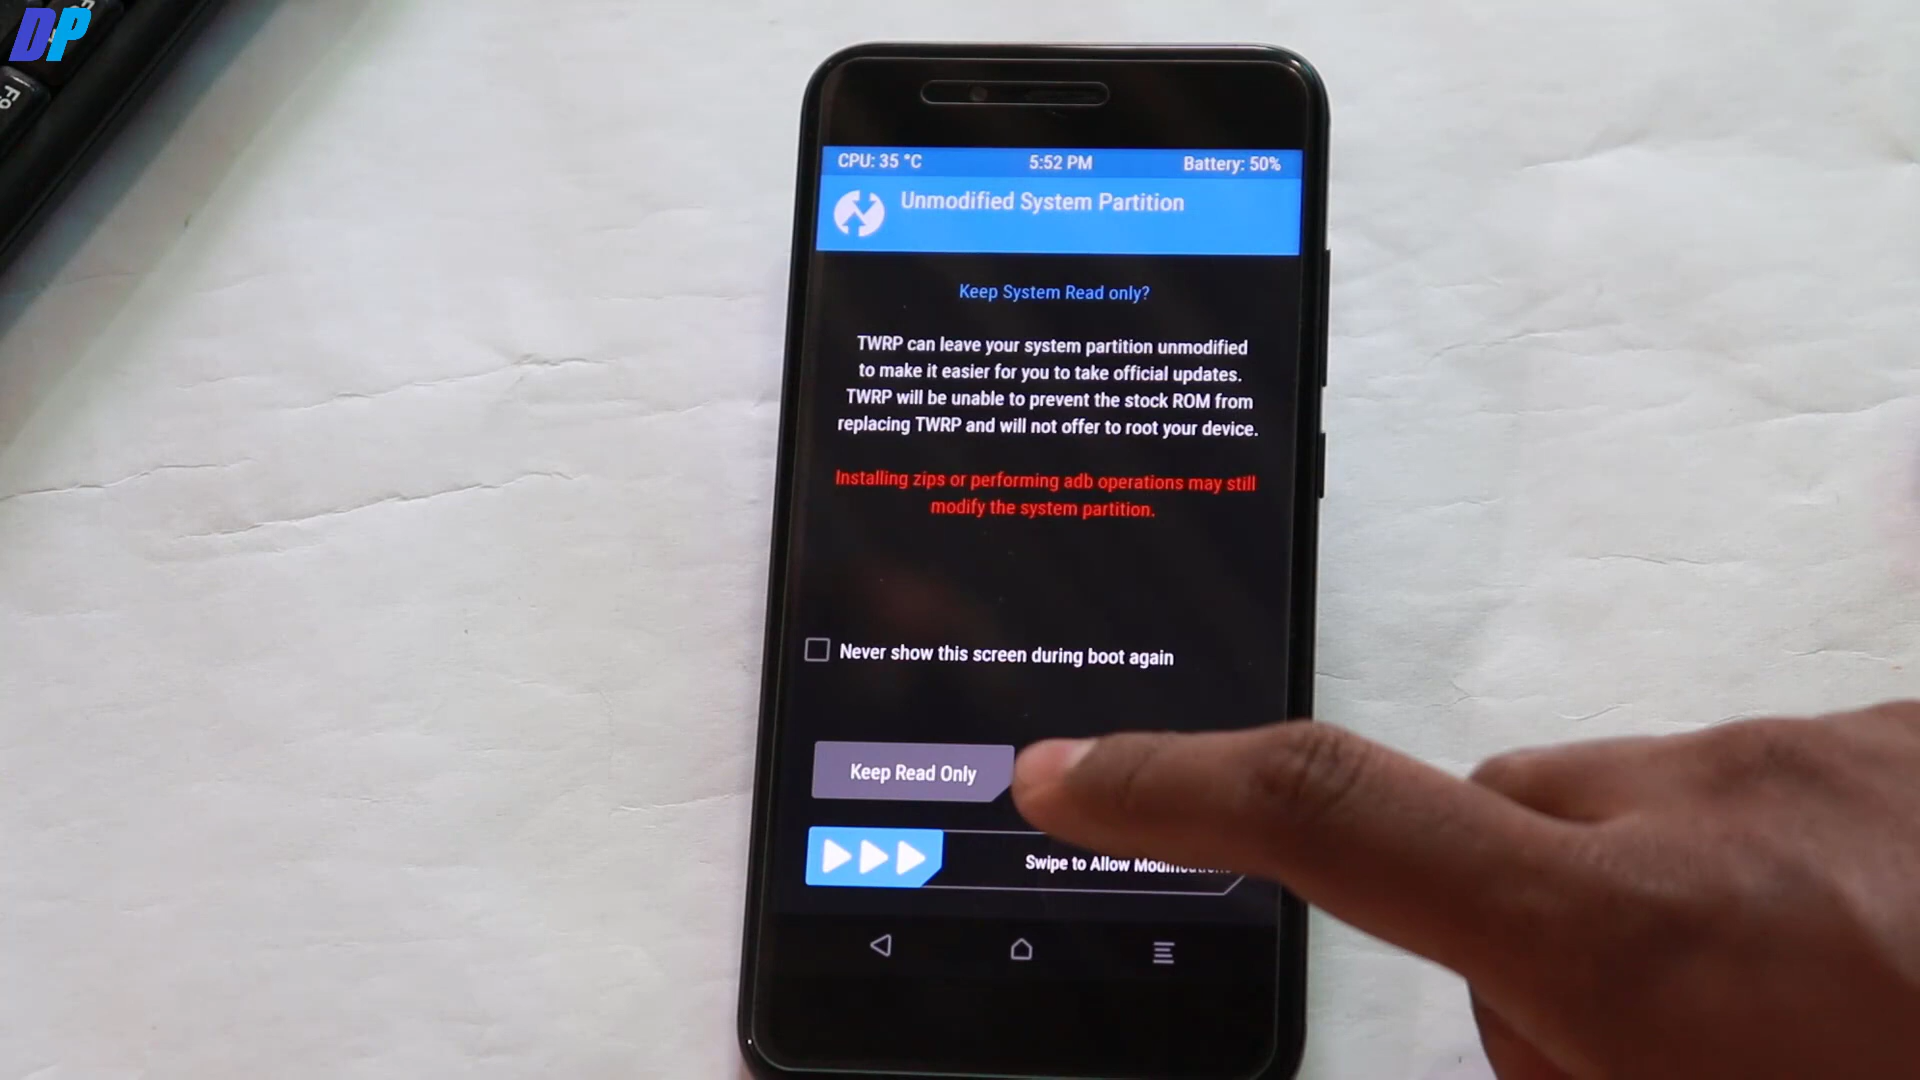 DP
F9
CPU: 35 °C 5:52 PM Battery: 50%
Unmodified System Partition
Keep System Read only?
TWRP can leave your system partition unmodified
to make it easier for you to take official updates.
TWRP will be unable to prevent the stock ROM from
replacing TWRP and will not offer to root your device.
Installing zips or performing adb operations may still
modify the system partition.
Never show this screen during boot again
Keep Read Only
Swipe to Allow